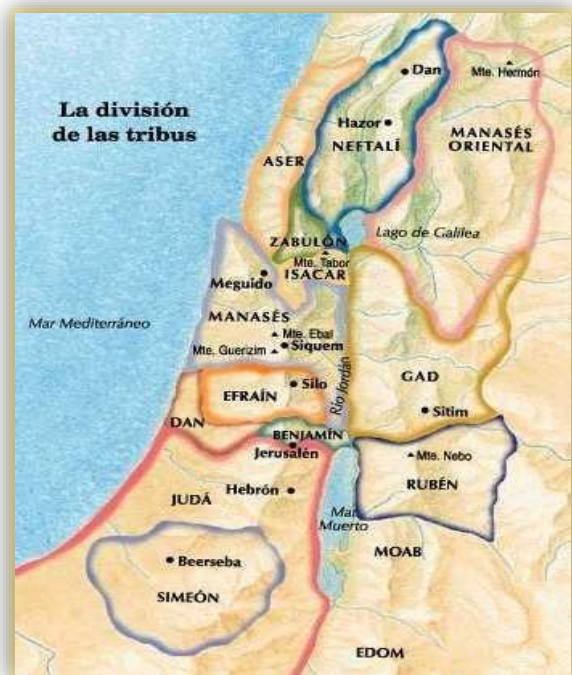 La división
de las tribus
Dan
Mte. Hermón
Hazor
NEFTALÍ
MANASÉS
ORIENTAL
ASER
Lago de Galilea
ZABULÓN
Mte. Tabor
ISACAR
Meguido
MANASÉS
Mar Mediterráneo
Mte. Ebal
Siquem
Mte. Guerizim
Río Jordán
GAD
EFRAÍN
Silo
Sitim
DAN
BENJAMÍN
Jerusalén
Mte. Nebo
RUBÉN
JUDÁ
Hebrón
Mar
Muerto
MOAB
Beerseba
SIMEÓN
EDOM